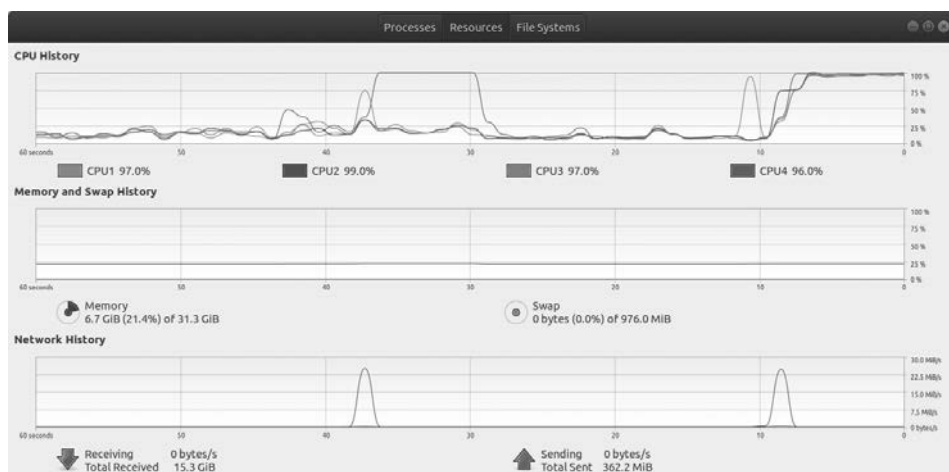 Processes Resources File Systems
CPU History
100 %
75 %
50 %
25 %
0 %
60 seconds 50 40 30 20 10 0
CPU1 97.0% CPU2 99.0% CPU3 97.0% CPU4 96.0%
Memory and Swap History
100 %
75 %
50 %
25 %
0 %
60 seconds 50 40 30 20 10 0
Memory
6.7 GiB (21.4%) of 31.3 GiB
Swap
0 bytes (0.0%) of 976.0 MiB
Network History
30.0 MiB/s
22.5 MiB/s
15.0 MiB/s
7.5 MiB/s
0 bytes/s
60 seconds 50 40 30 20 10 0
Receiving 0 bytes/s
Total Received 15.3 GiB
Sending 0 bytes/s
Total Sent 362.2 MiB